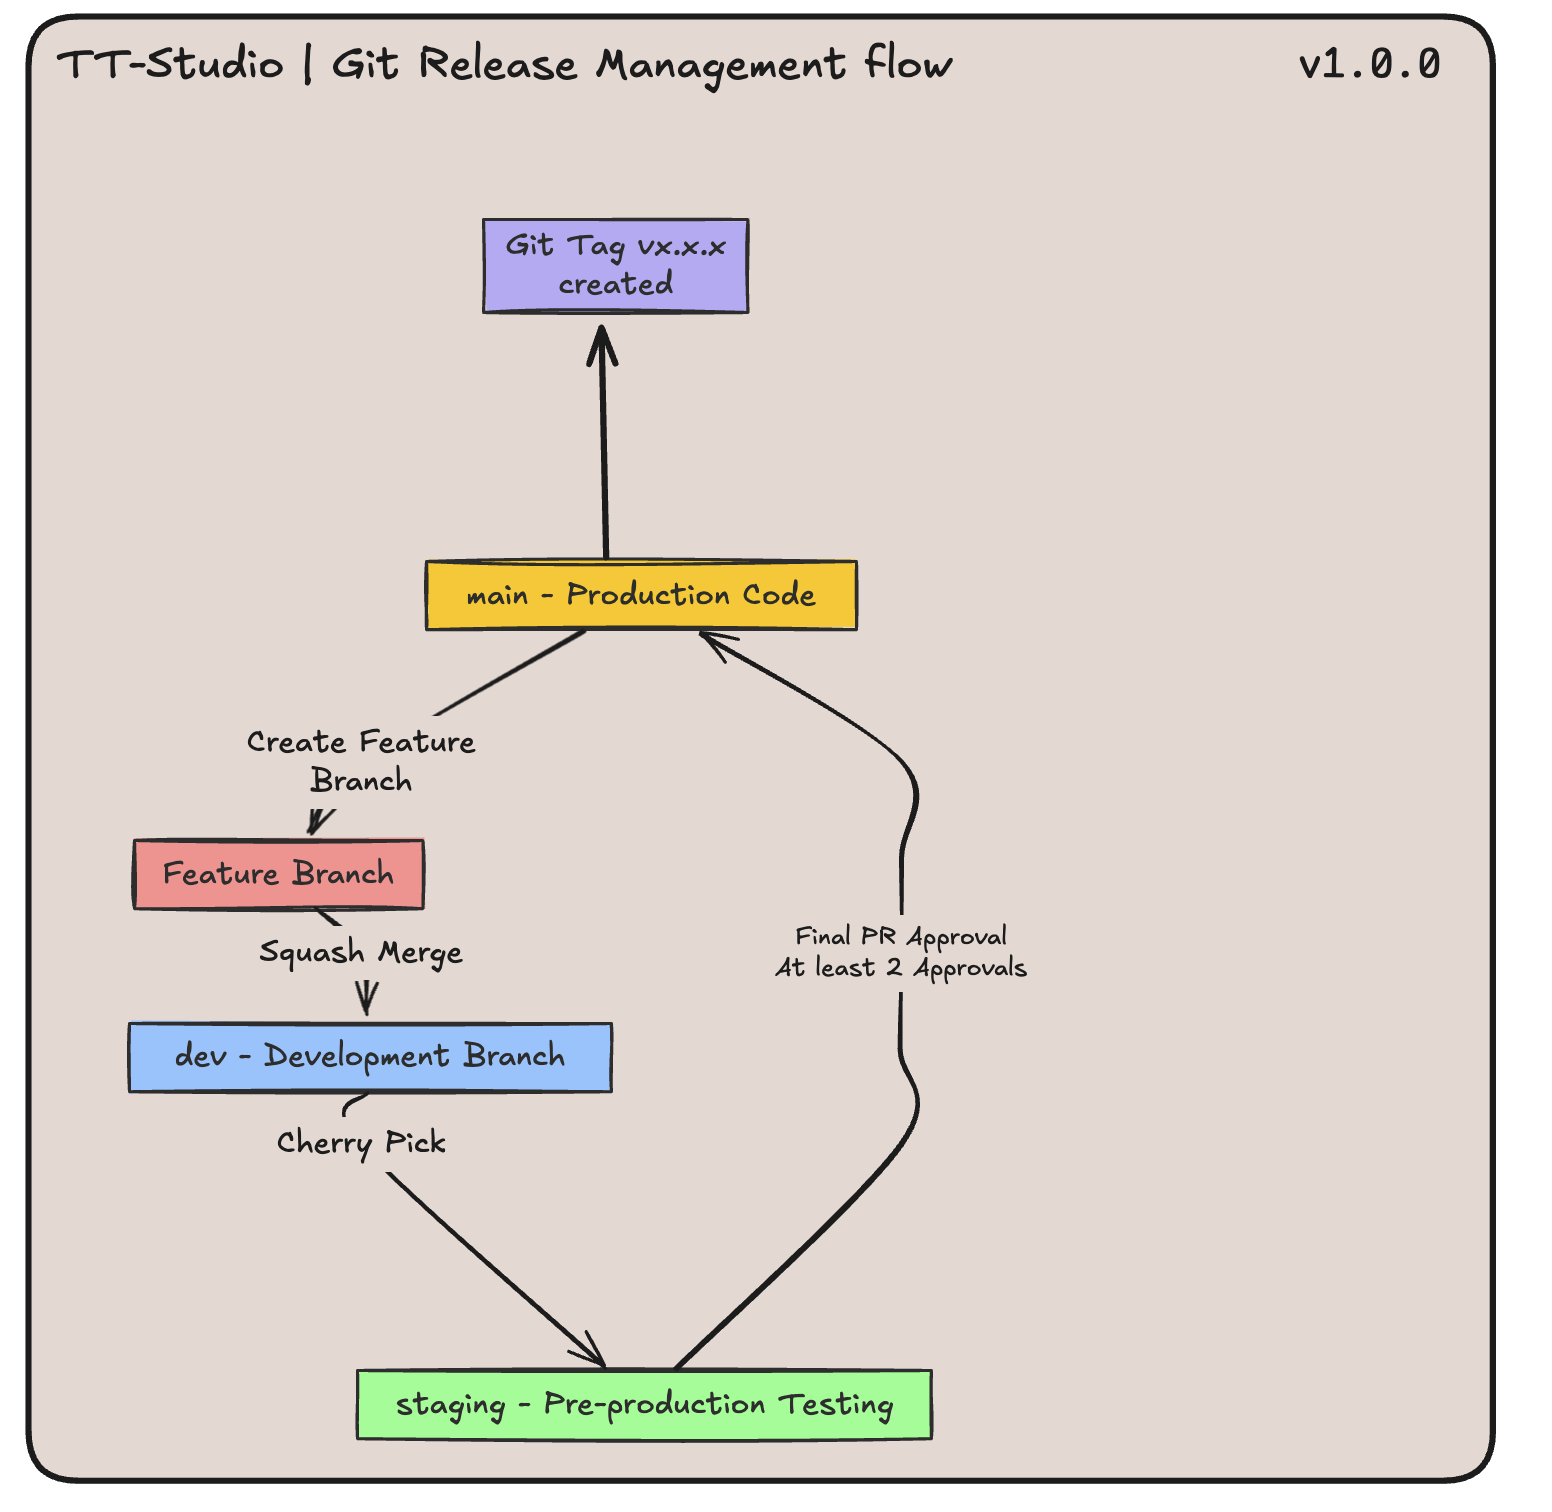 TT-Studio | Git Release Management flow
v1.0.0
Git Tag vx.x.x
created
main - Production Code
Create Feature
Branch
Feature Branch
Squash Merge
Final PR Approval
At least 2 Approvals
dev - Development Branch
Cherry Pick
staging - Pre-production Testing